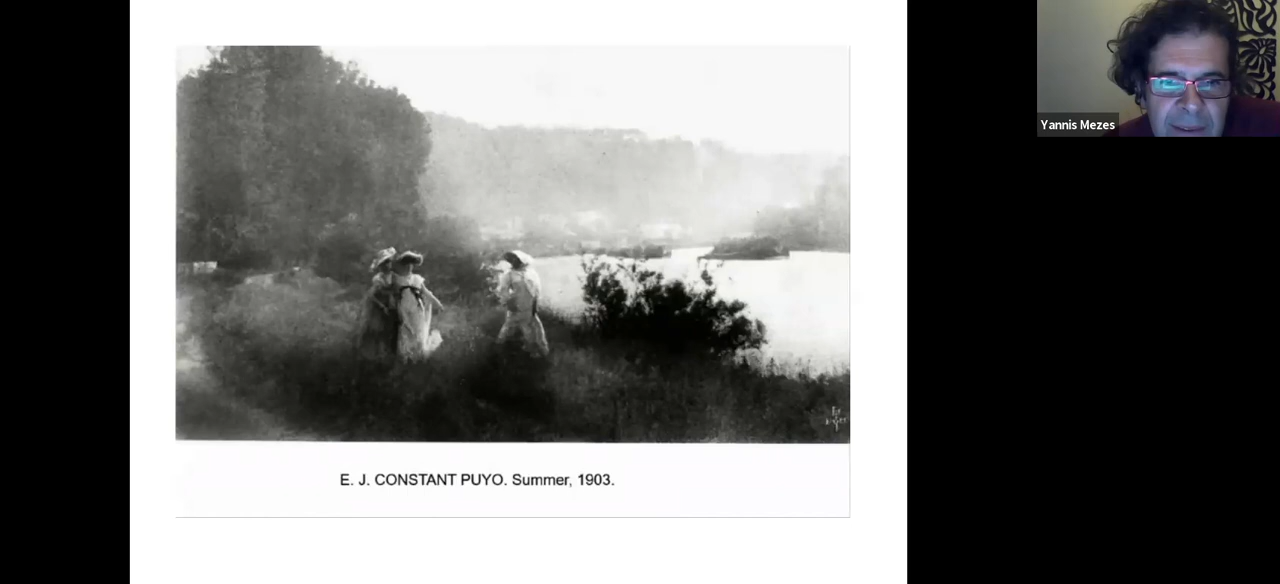 E. J. CONSTANT PUYO. Summer, 1903.
Yannis Mezes